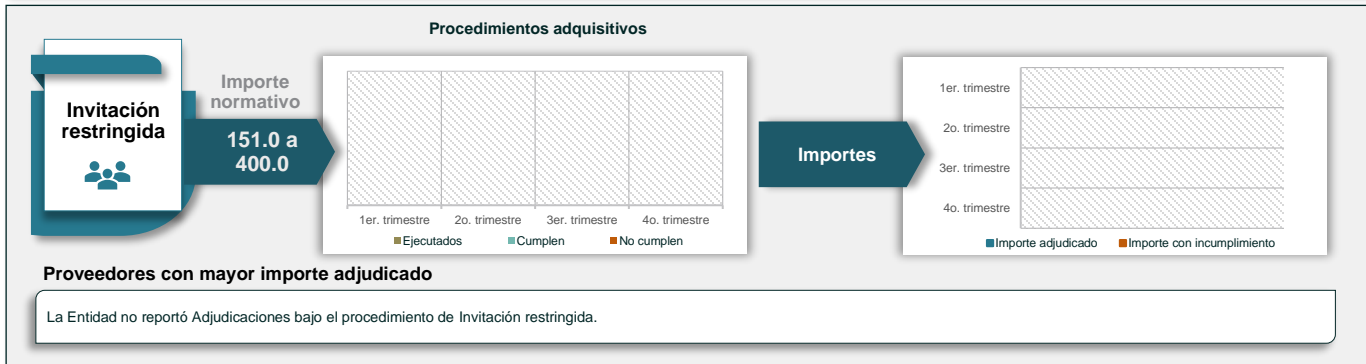 Procedimientos adquisitivos
Invitación
restringida
Importe
normativo
151.0 a
400.0
1er. trimestre
2o. trimestre
3er. trimestre
4o. trimestre
Ejecutados
Cumplen
No cumplen
Importes
1er. trimestre
2o. trimestre
3er. trimestre
4o. trimestre
Importe adjudicado
Importe con incumplimiento
Proveedores con mayor importe adjudicado
La Entidad no reportó Adjudicaciones bajo el procedimiento de Invitación restringida.